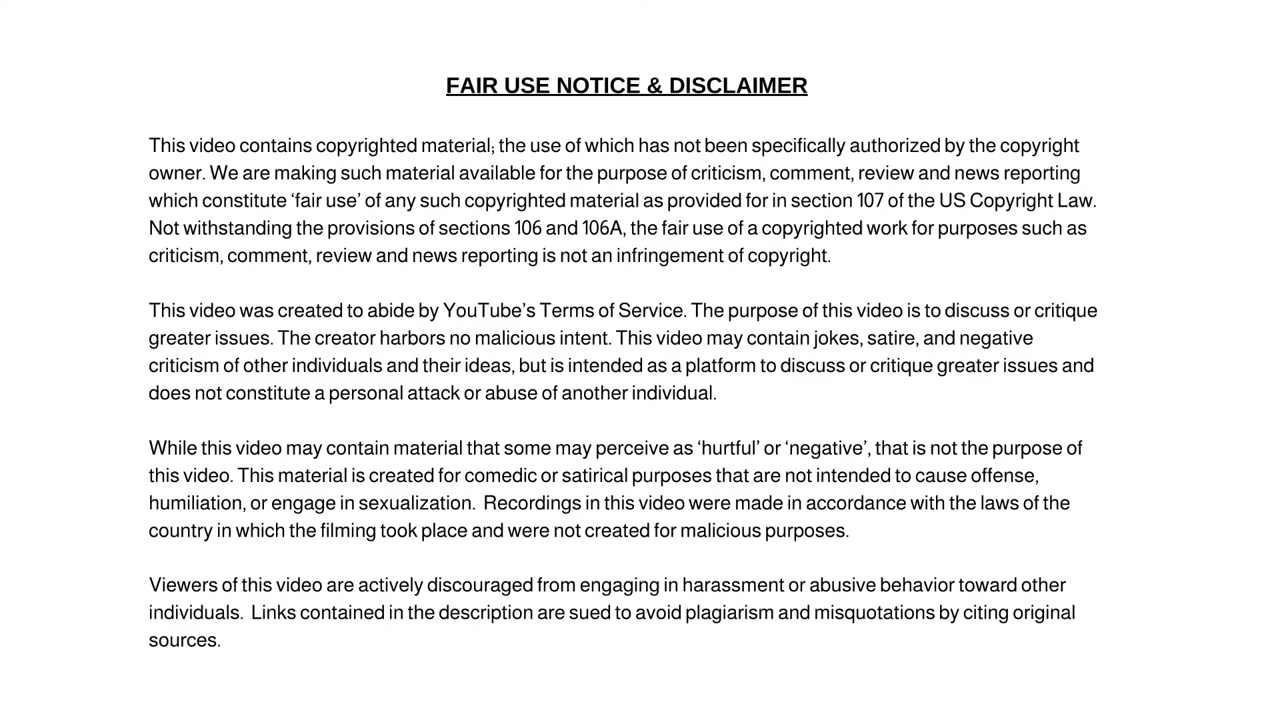 FAIR USE NOTICE & DISCLAIMER
This video contains copyrighted material; the use of which has not been specifically authorized by the copyright
owner. We are making such material available for the purpose of criticism, comment, review and news reporting
which constitute ‘fair use’ of any such copyrighted material as provided for in section 107 of the US Copyright Law.
Not withstanding the provisions of sections 106 and 106A, the fair use of a copyrighted work for purposes such as
criticism, comment, review and news reporting is not an infringement of copyright.
This video was created to abide by YouTube’s Terms of Service. The purpose of this video is to discuss or critique
greater issues. The creator harbors no malicious intent. This video may contain jokes, satire, and negative
criticism of other individuals and their ideas, but is intended as a platform to discuss or critique greater issues and
does not constitute a personal attack or abuse of another individual.
While this video may contain material that some may perceive as ‘hurtful’ or ‘negative’, that is not the purpose of
this video. This material is created for comedic or satirical purposes that are not intended to cause offense,
humiliation, or engage in sexualization.  Recordings in this video were made in accordance with the laws of the
country in which the filming took place and were not created for malicious purposes.
Viewers of this video are actively discouraged from engaging in harassment or abusive behavior toward other
individuals.  Links contained in the description are sued to avoid plagiarism and misquotations by citing original
sources.